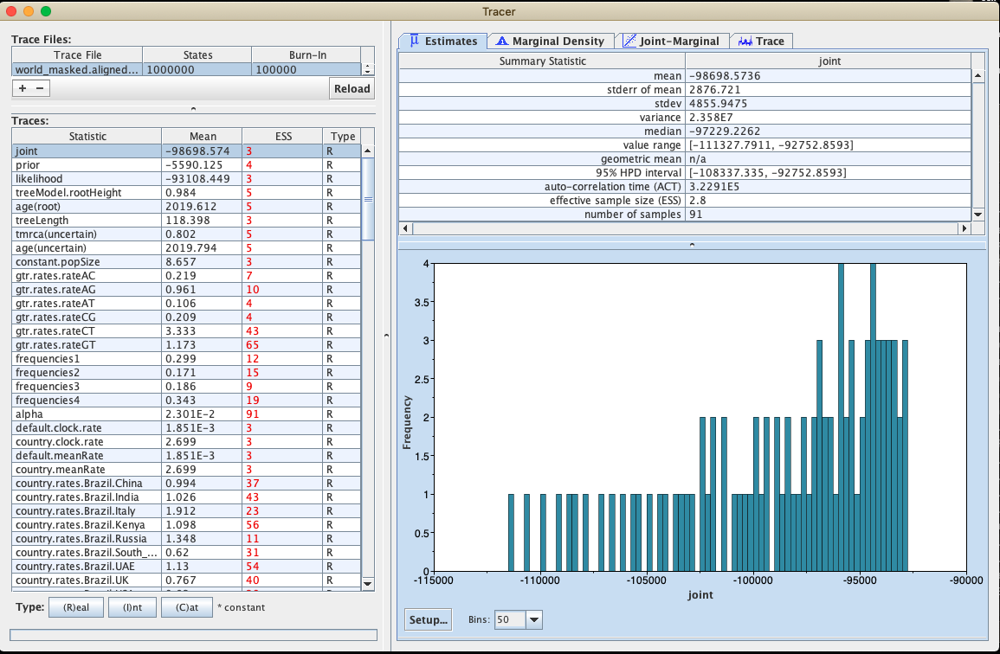 Tracer
Trace Files:
Trace File States Burn-In
world_masked.aligned... 1000000 100000
+ −
Reload
Traces:
Statistic Mean ESS Type
joint -98698.574 3 R
prior -5590.125 4 R
likelihood -93108.449 3 R
treeModel.rootHeight 0.984 5 R
age(root) 2019.612 5 R
treeLength 118.398 3 R
tmrca(uncertain) 0.802 5 R
age(uncertain) 2019.794 5 R
constant.popSize 8.657 3 R
gtr.rates.rateAC 0.219 7 R
gtr.rates.rateAG 0.961 10 R
gtr.rates.rateAT 0.106 4 R
gtr.rates.rateCG 0.209 4 R
gtr.rates.rateCT 3.333 43 R
gtr.rates.rateGT 1.173 65 R
frequencies1 0.299 12 R
frequencies2 0.171 15 R
frequencies3 0.186 9 R
frequencies4 0.343 19 R
alpha 2.301E-2 91 R
default.clock.rate 1.851E-3 3 R
country.clock.rate 2.699 3 R
default.meanRate 1.851E-3 3 R
country.meanRate 2.699 3 R
country.rates.Brazil.China 0.994 37 R
country.rates.Brazil.India 1.026 43 R
country.rates.Brazil.Italy 1.912 23 R
country.rates.Brazil.Kenya 1.098 56 R
country.rates.Brazil.Russia 1.348 11 R
country.rates.Brazil.South_... 0.62 31 R
country.rates.Brazil.UAE 1.13 54 R
country.rates.Brazil.UK 0.767 40 R
Type: (R)eal (I)nt (C)at * constant
μ Estimates Marginal Density Joint-Marginal Trace
Summary Statistic joint
mean -98698.5736
stderr of mean 2876.721
stdev 4855.9475
variance 2.358E7
median -97229.2262
value range [-111327.7911, -92752.8593]
geometric mean n/a
95% HPD interval [-108337.335, -92752.8593]
auto-correlation time (ACT) 3.2291E5
effective sample size (ESS) 2.8
number of samples 91
4
3.5
3
2.5
2
1.5
1
0.5
0
Frequency
-115000 -110000 -105000 -100000 -95000 -90000
joint
Setup... Bins: 50